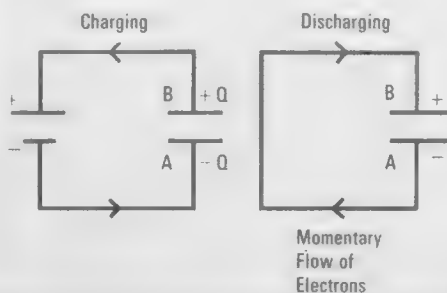 Charging
Discharging
+ B + Q
− A − Q
B +
A −
Momentary
Flow of
Electrons